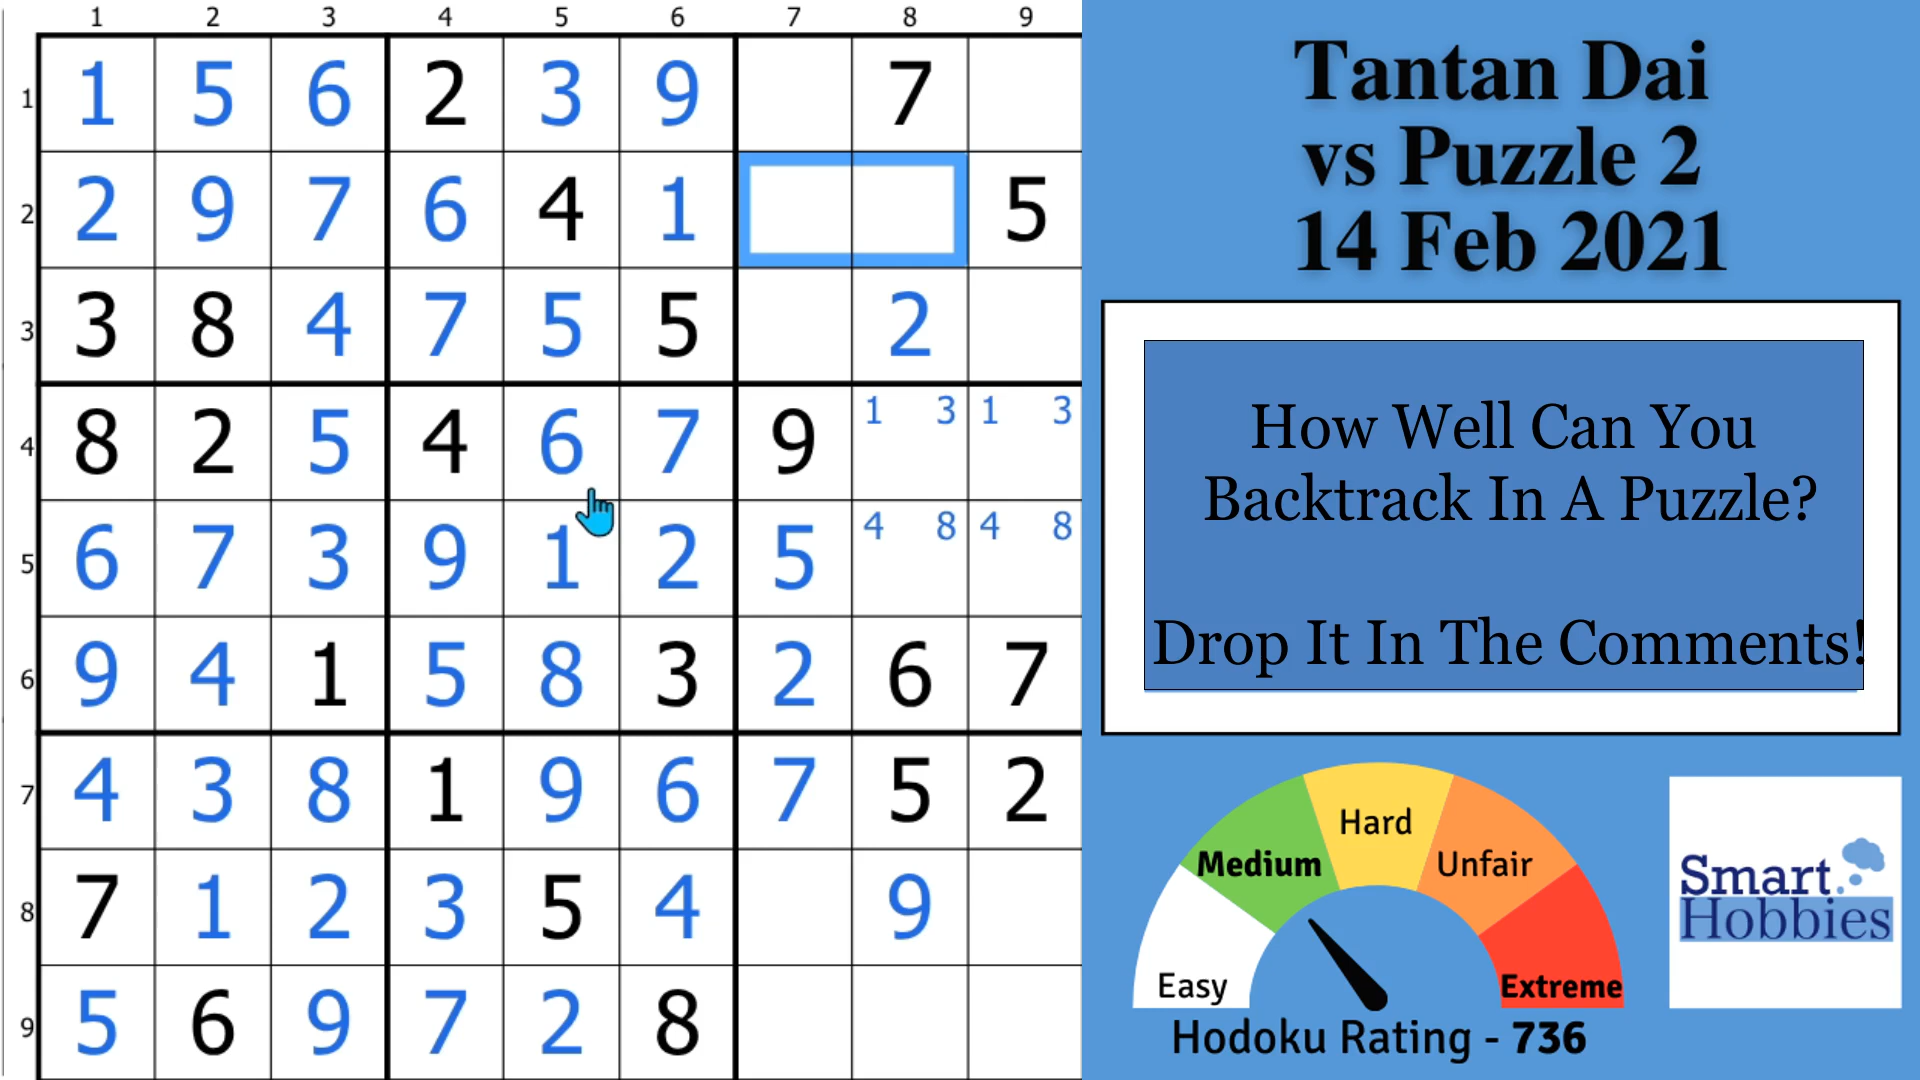 1 2 3 4 5 6 7 8 9
1 1 5 6 2 3 9 7
2 2 9 7 6 4 1 5
3 3 8 4 7 5 5 2
4 8 2 5 4 6 7 9 1 3 1 3
5 6 7 3 9 1 2 5 4 8 4 8
6 9 4 1 5 8 3 2 6 7
7 4 3 8 1 9 6 7 5 2
8 7 1 2 3 5 4 9
9 5 6 9 7 2 8
Tantan Dai
vs Puzzle 2
14 Feb 2021
How Well Can You
Backtrack In A Puzzle?
Drop It In The Comments!
Easy
Medium
Hard
Unfair
Extreme
Hodoku Rating - 736
Smart
Hobbies